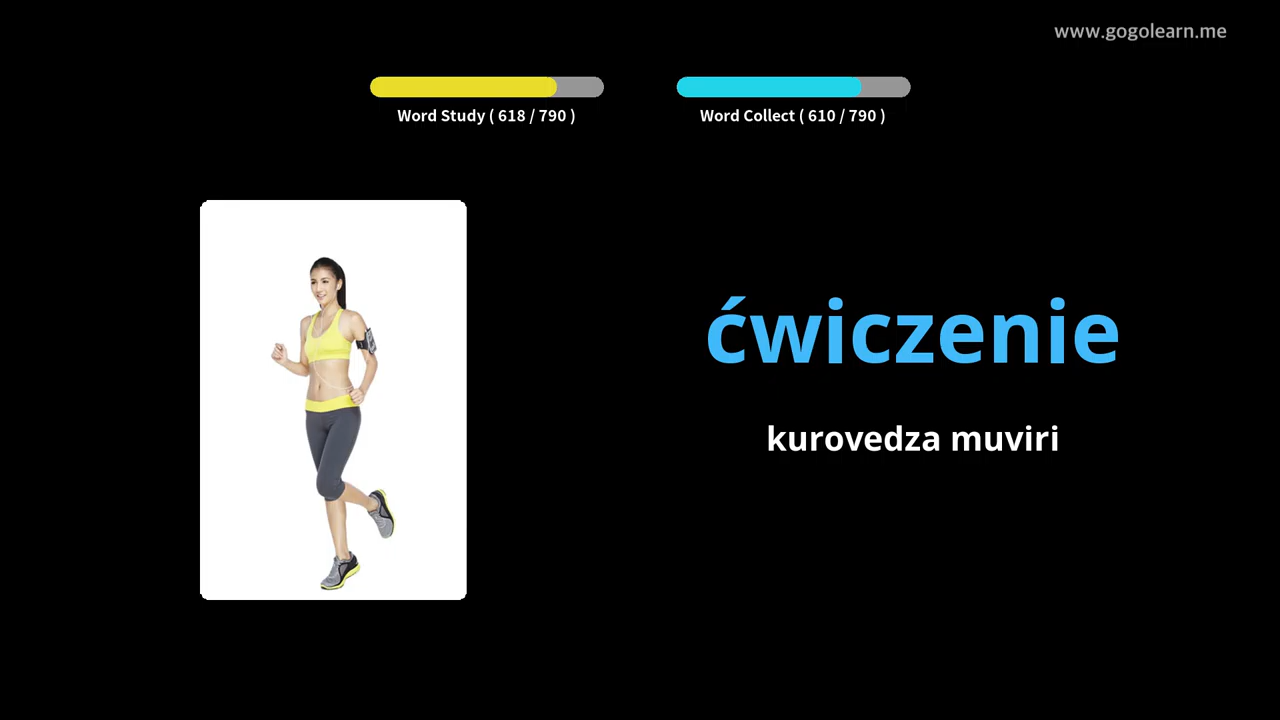 www.gogolearn.me
Word Study ( 618 / 790 )
Word Collect ( 610 / 790 )
ćwiczenie
kurovedza muviri